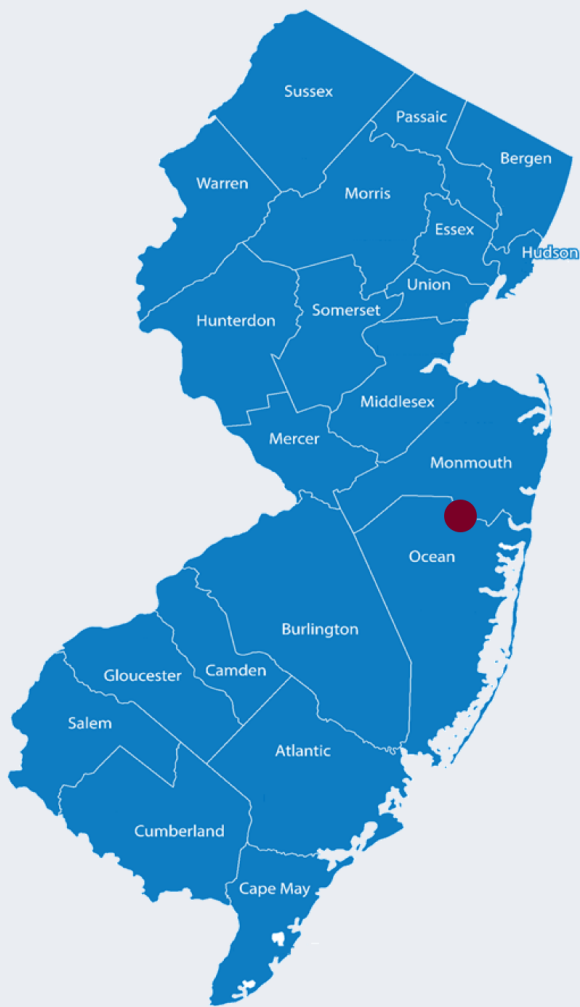 Sussex
Passaic
Bergen
Warren
Morris
Essex
Hudson
Union
Somerset
Hunterdon
Middlesex
Mercer
Monmouth
Ocean
Burlington
Camden
Gloucester
Salem
Atlantic
Cumberland
Cape May